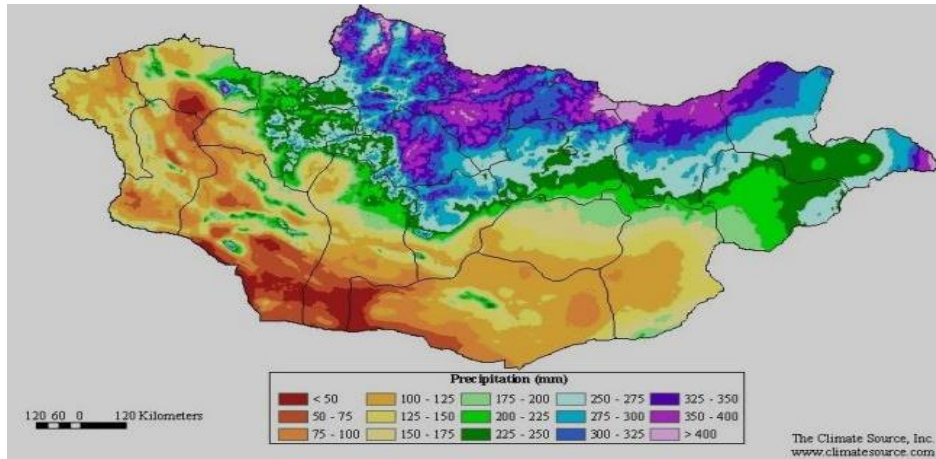 Precipitation (mm)
< 50 100 - 125 175 - 200 250 - 275 325 - 350
50 - 75 125 - 150 200 - 225 275 - 300 350 - 400
75 - 100 150 - 175 225 - 250 300 - 325 > 400
120 60 0 120 Kilometers
The Climate Source, Inc.
www.climatesource.com